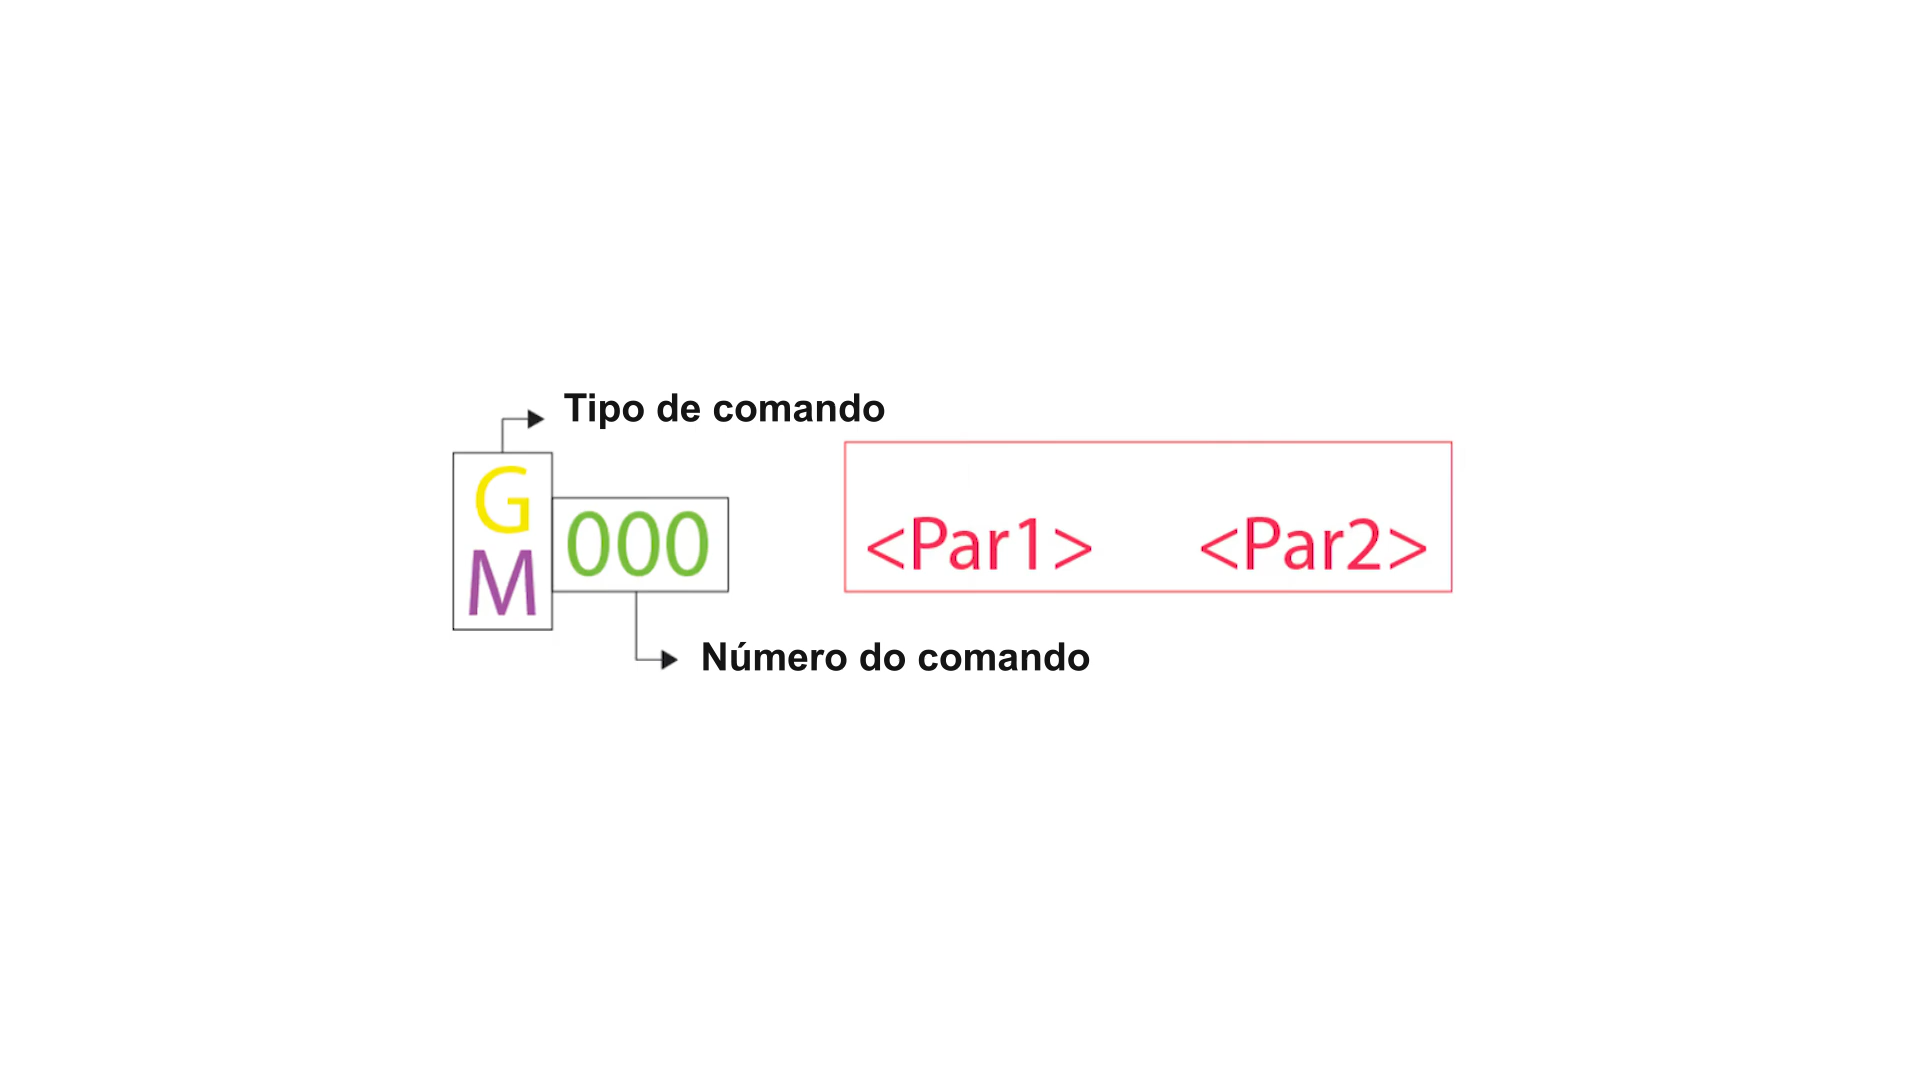 Tipo de comando
G
M
000
<Par1> <Par2>
Número do comando